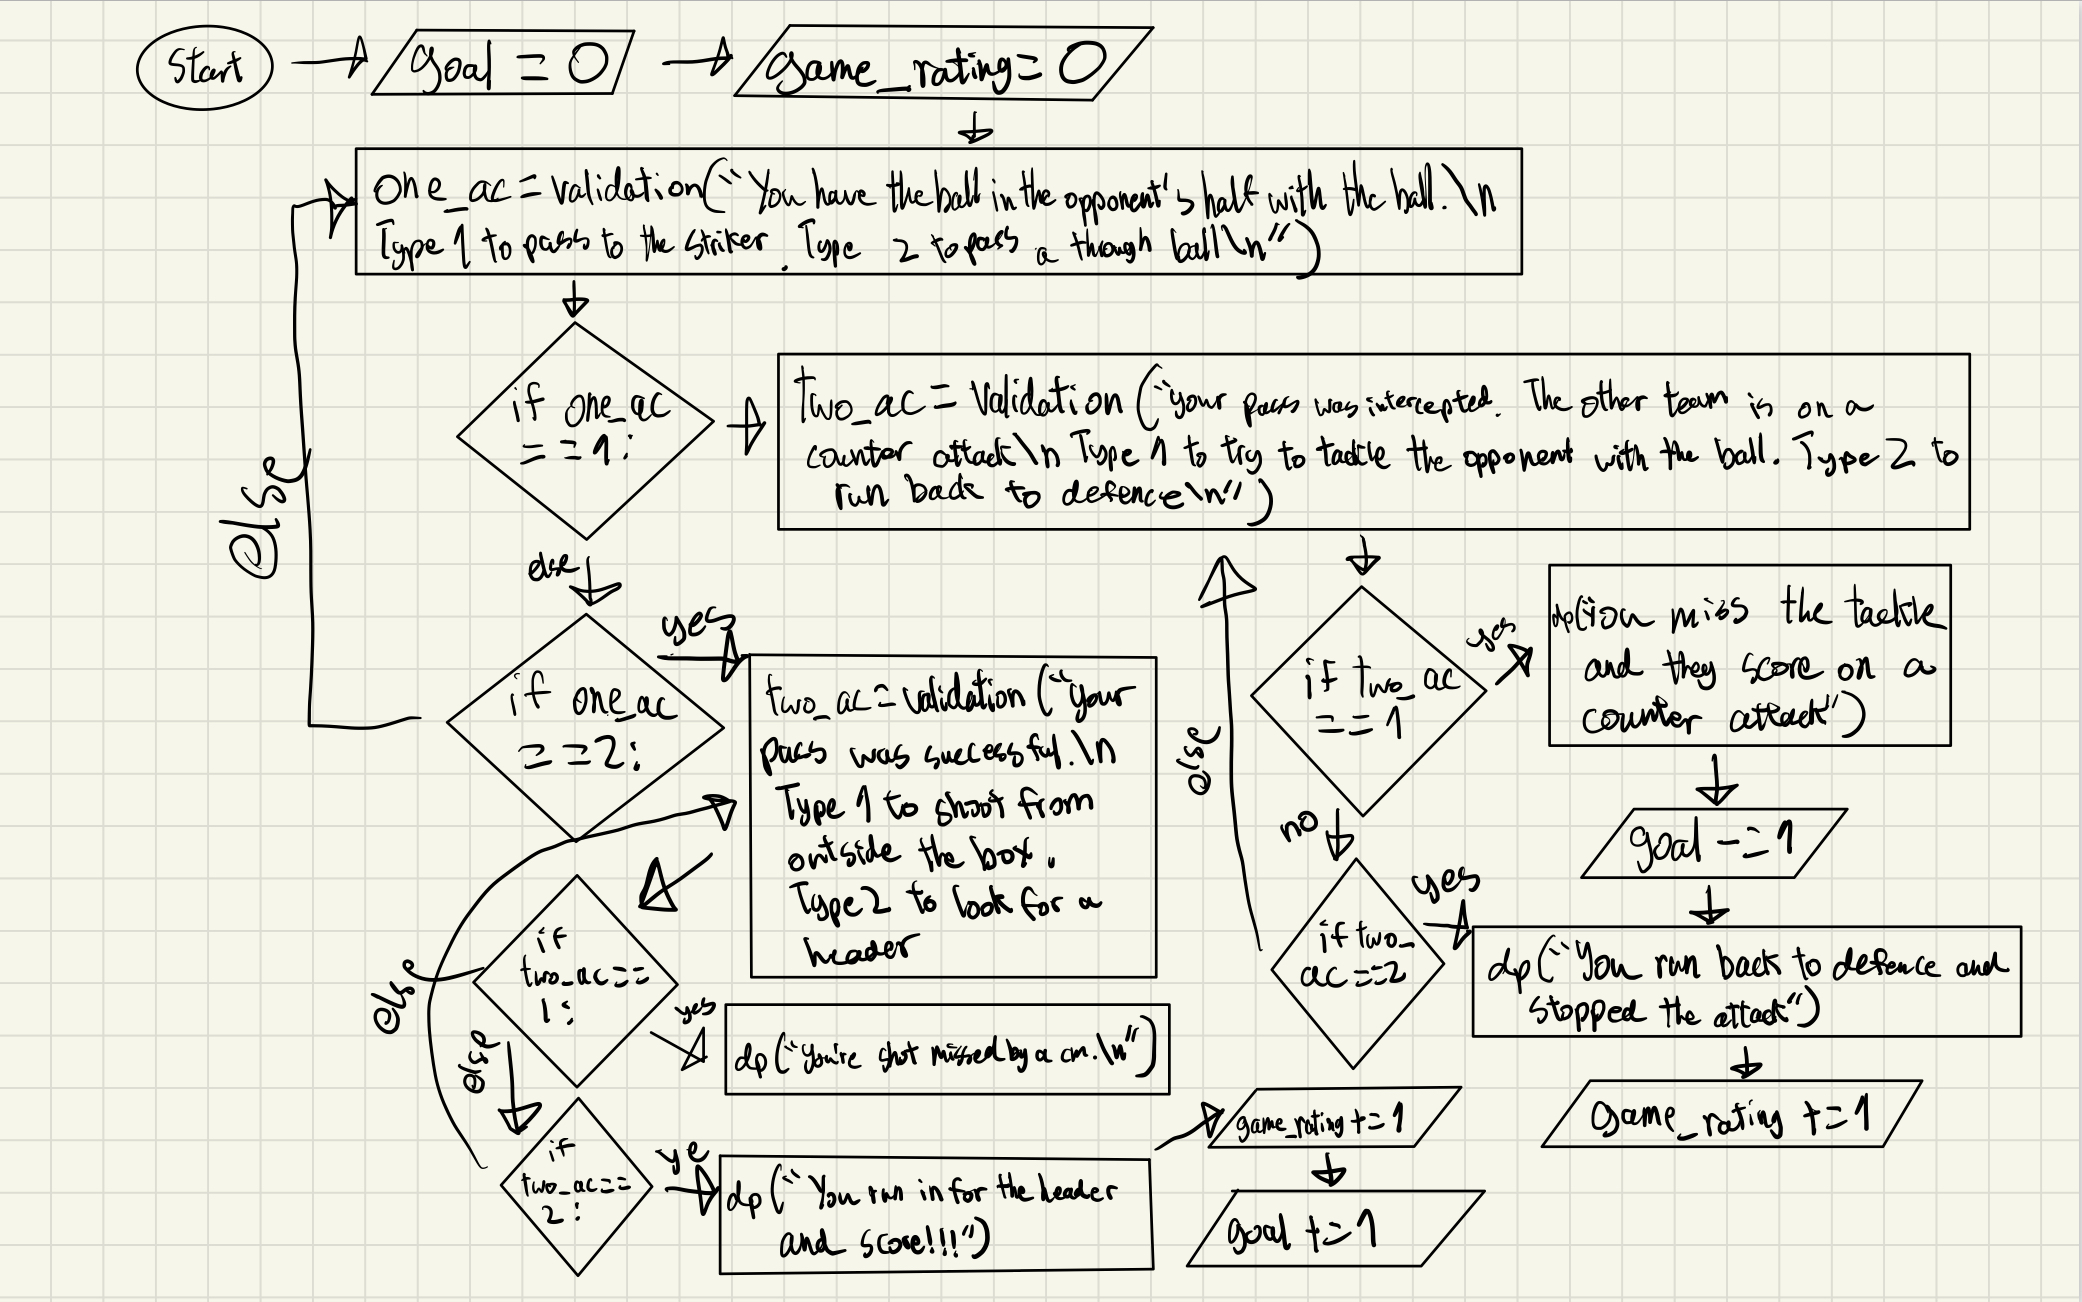 Start
goal = 0
game_rating= 0
one_ac = validation("You have the ball in the opponent's half with the ball.\n
Type 1 to pass to the striker. Type 2 to pass a through ball\n")
if one_ac
==1:
two_ac = Validation ("your pass was intercepted. The other team is on a
counter attack\n Type 1 to try to tackle the opponent with the ball. Type 2 to
run back to defence\n")
else
else
if one_ac
==2:
yes
two_ac = validation ("your
pass was successful.\n
Type 1 to shoot from
outside the box.
Type 2 to look for a
header
if two_ac
==1
yes
dp("You miss the tackle
and they score on a
counter attack")
goal -=1
else
no
if two_
ac ==2
yes
dp("You run back to defence and
stopped the attack")
game_rating +=1
if
two_ac==
1:
else
yes
dp("you're shot missed by a cm.\n")
else
if
two_ac==
2:
ye
dp("You run in for the header
and score!!!")
game_rating +=1
goal +=1